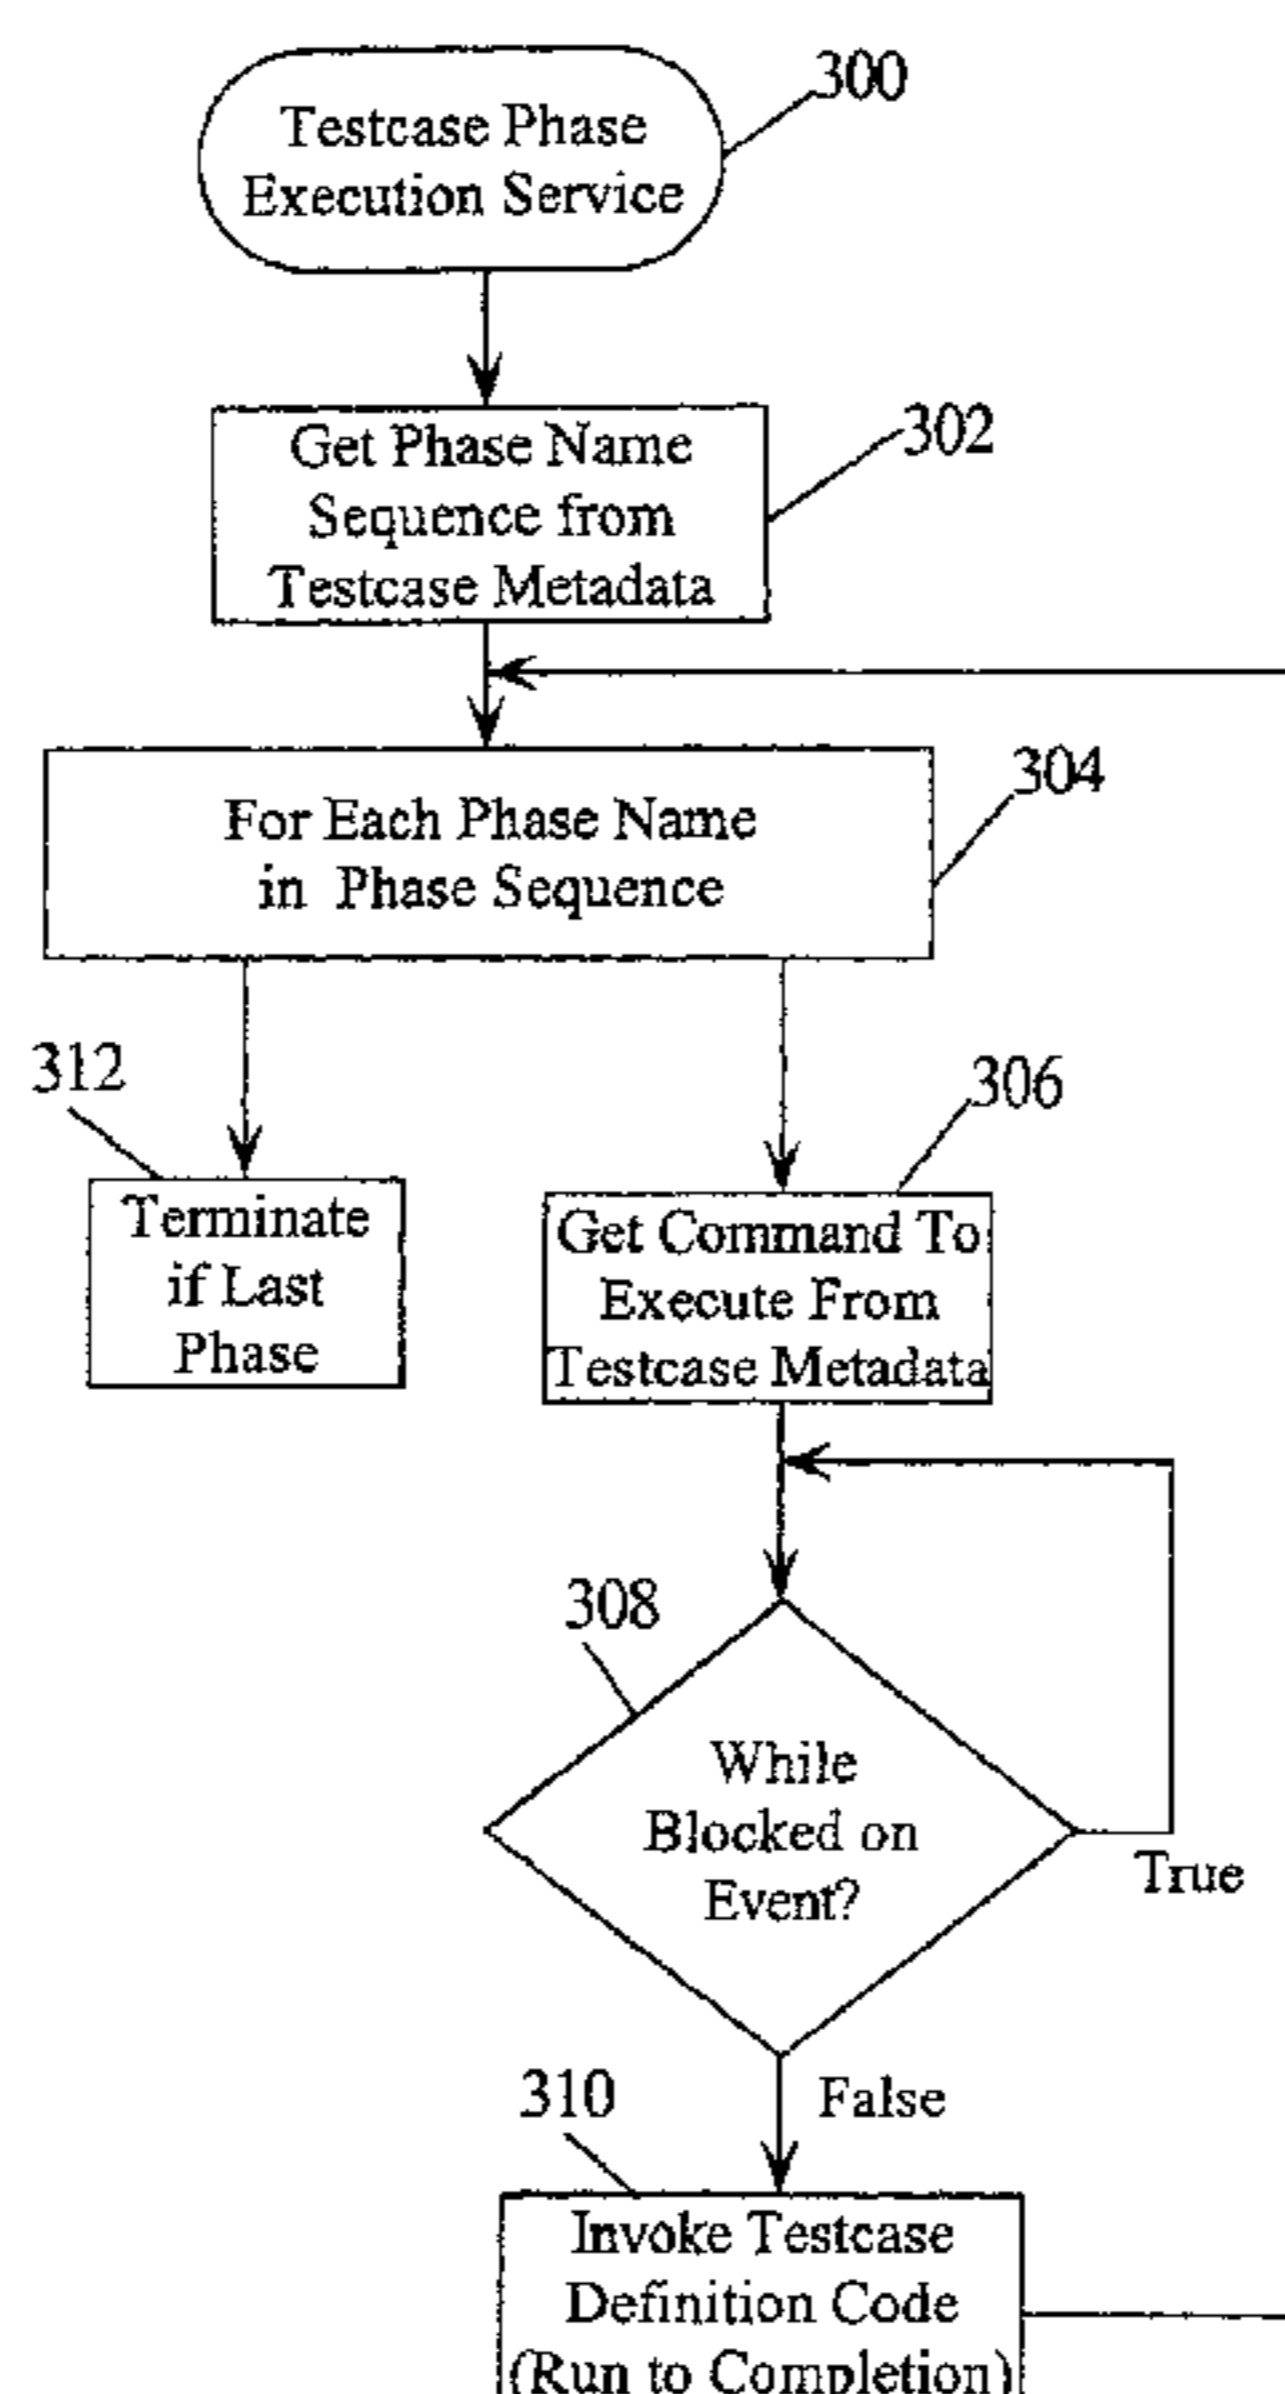 300
Testcase Phase
Execution Service
302
Get Phase Name
Sequence from
Testcase Metadata
304
For Each Phase Name
in Phase Sequence
312
306
Terminate
if Last
Phase
Get Command To
Execute From
Testcase Metadata
308
While
Blocked on
Event?
True
310
False
Invoke Testcase
Definition Code
(Run to Completion)